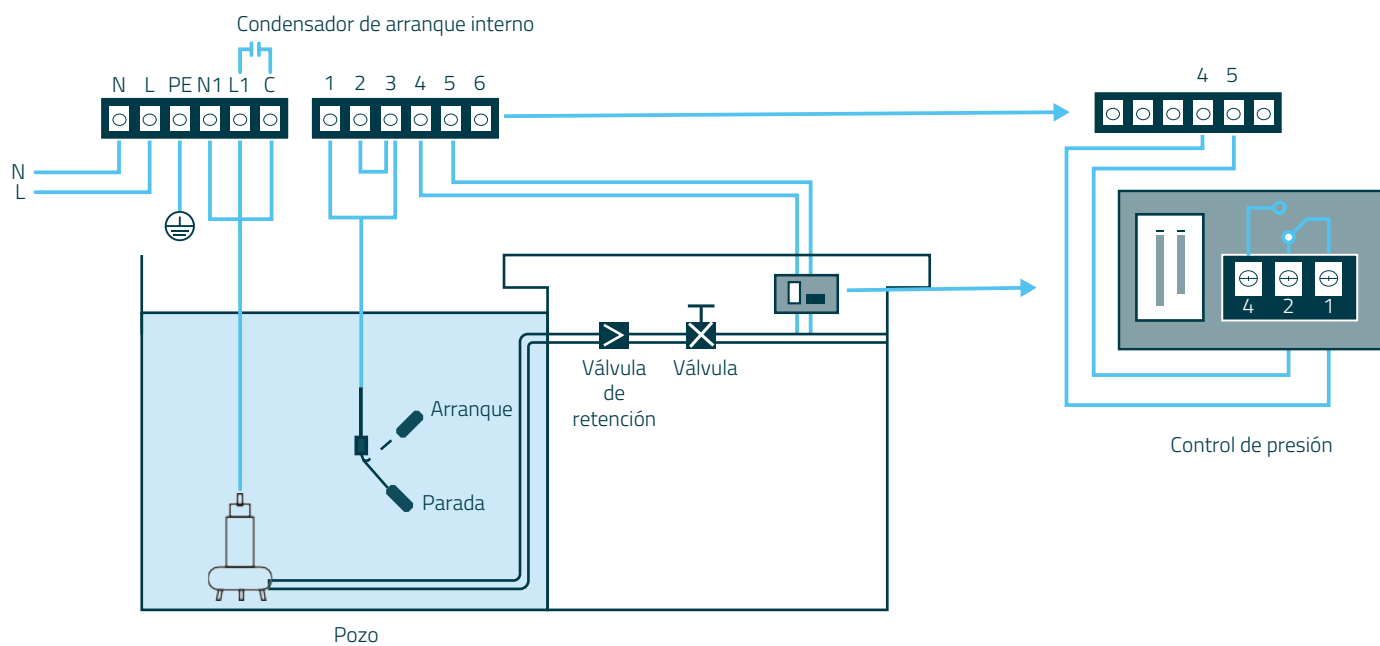 Condensador de arranque interno
N L PE N1 L1 C
1 2 3 4 5 6
4 5
N
L
4 2 1
Válvula
de
retención
Válvula
Arranque
Parada
Control de presión
Pozo